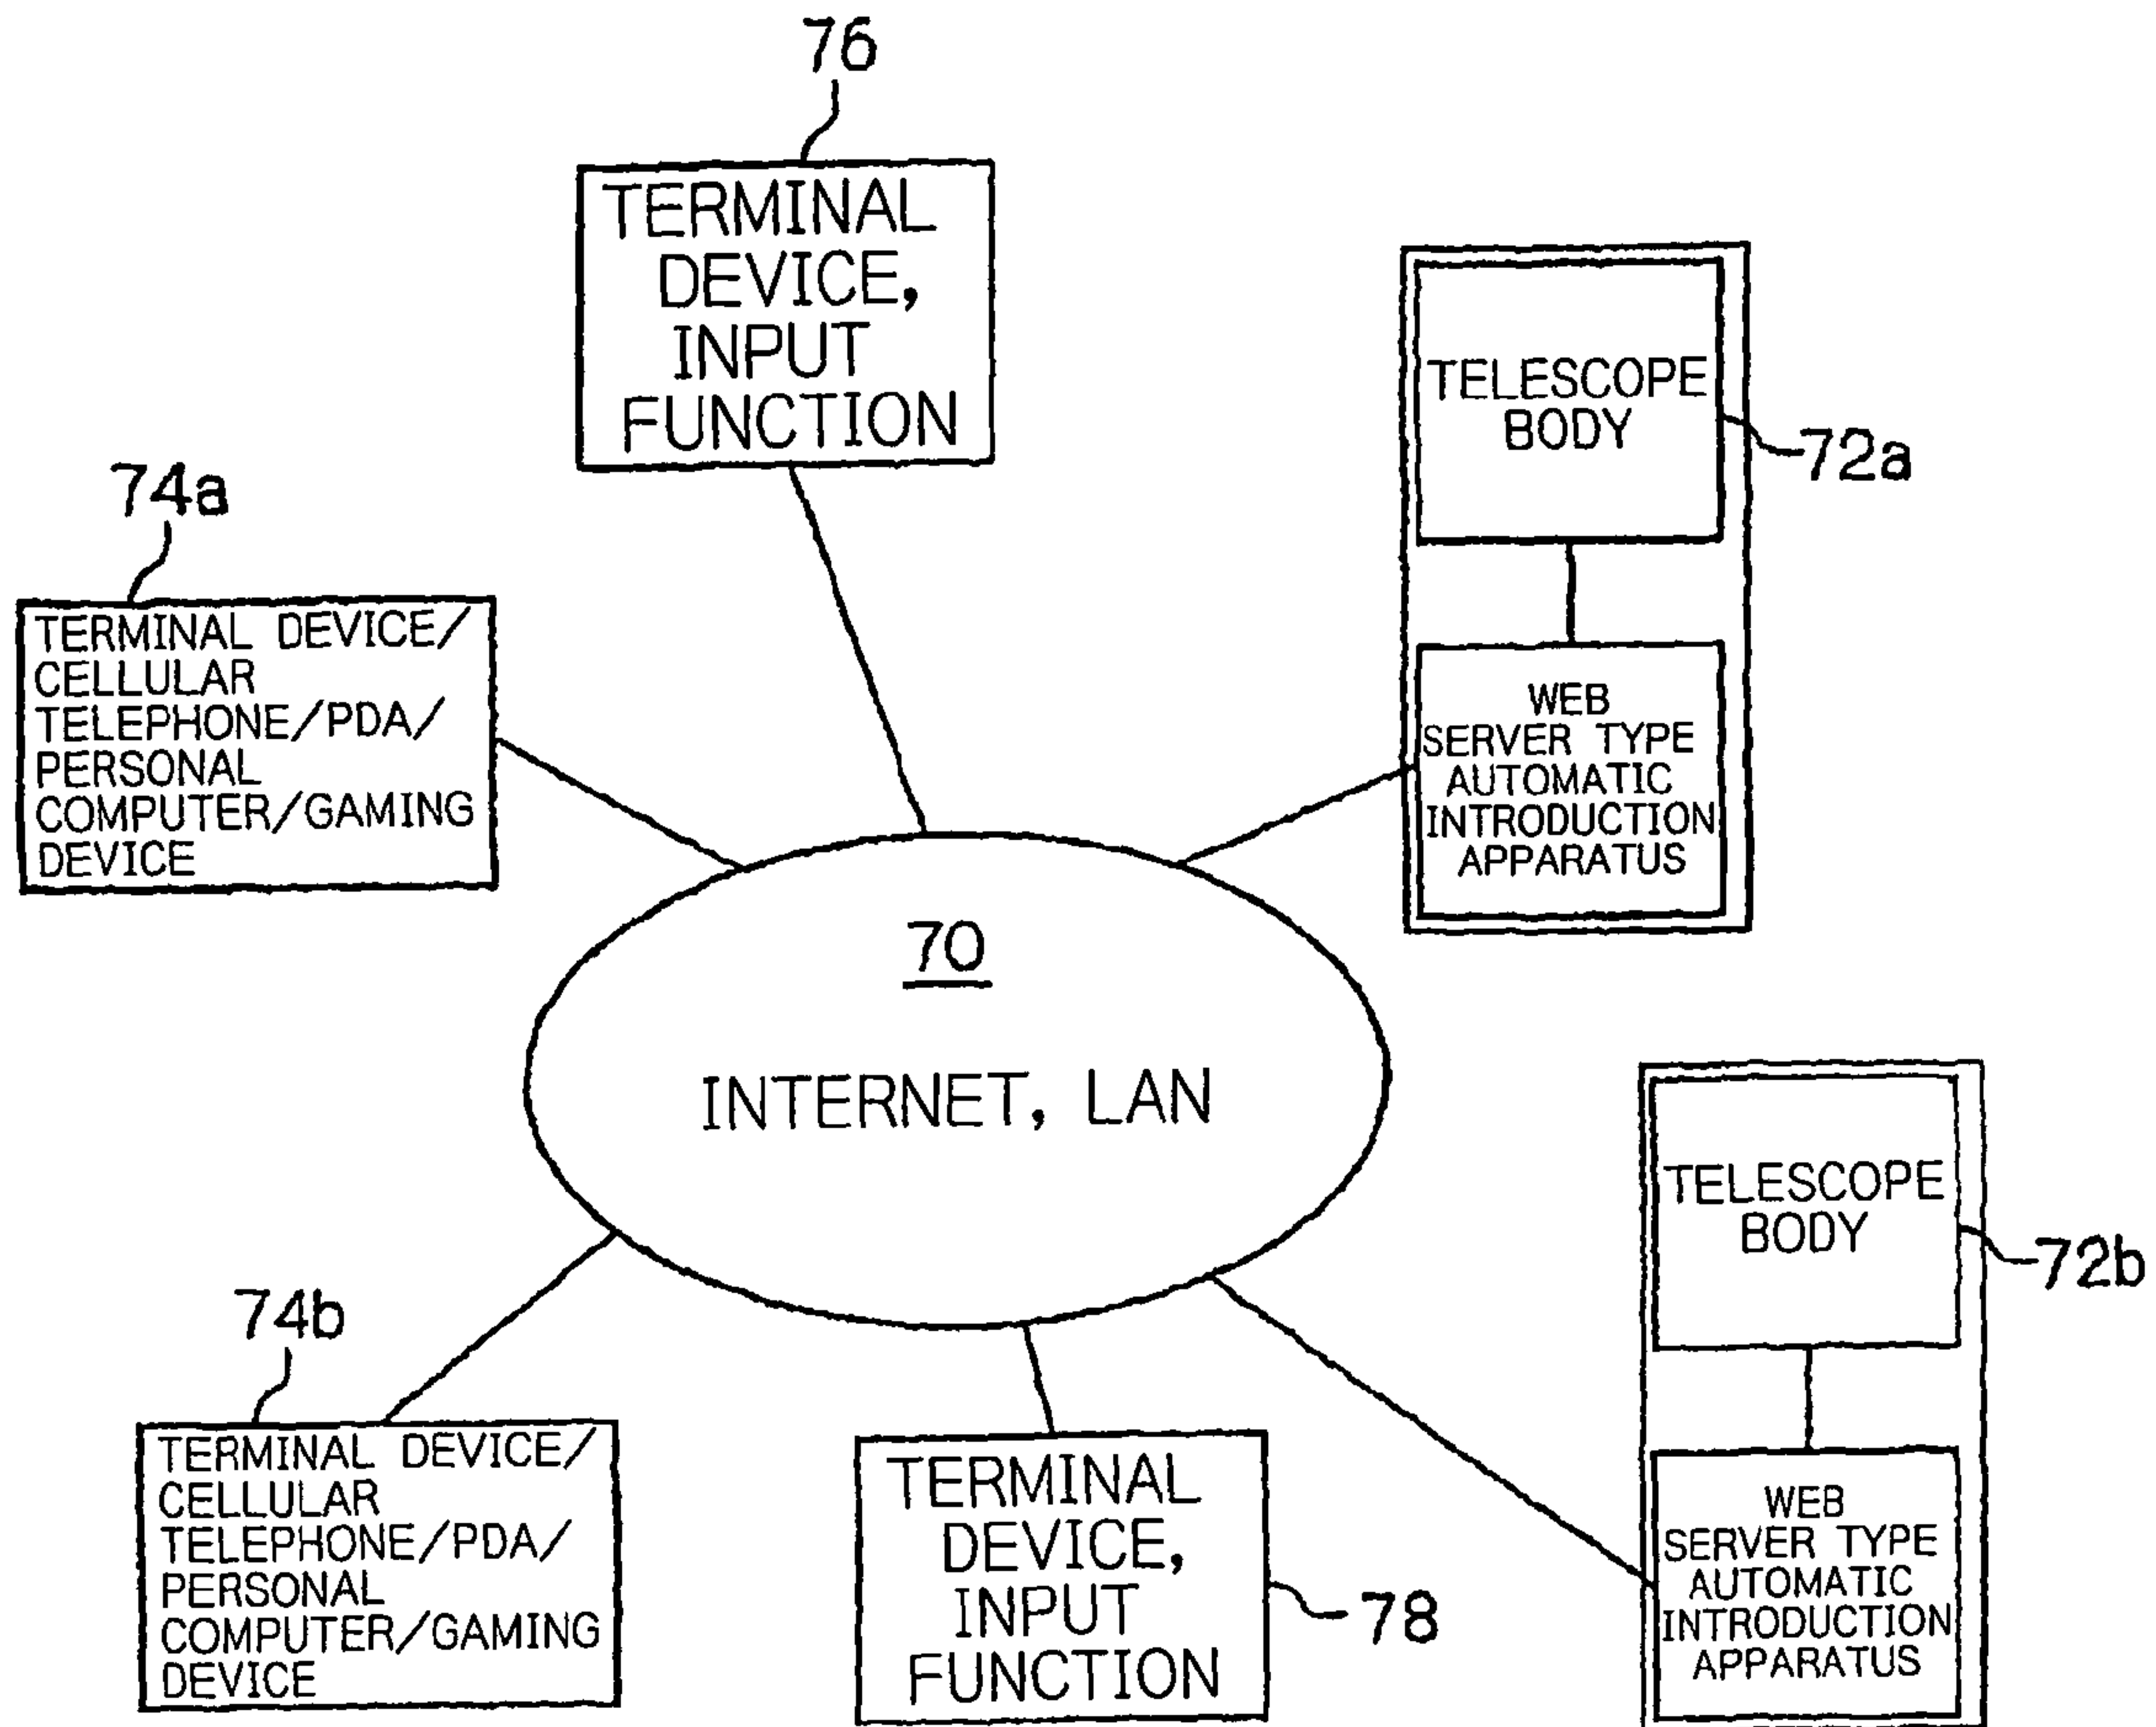 76
TERMINAL
DEVICE,
INPUT
FUNCTION
TELESCOPE
BODY
72a
74a
TERMINAL DEVICE/
CELLULAR
TELEPHONE/PDA/
PERSONAL
COMPUTER/GAMING
DEVICE
WEB
SERVER TYPE
AUTOMATIC
INTRODUCTION
APPARATUS
70
INTERNET, LAN
TELESCOPE
BODY
72b
74b
TERMINAL DEVICE/
CELLULAR
TELEPHONE/PDA/
PERSONAL
COMPUTER/GAMING
DEVICE
TERMINAL
DEVICE,
INPUT
FUNCTION
78
WEB
SERVER TYPE
AUTOMATIC
INTRODUCTION
APPARATUS